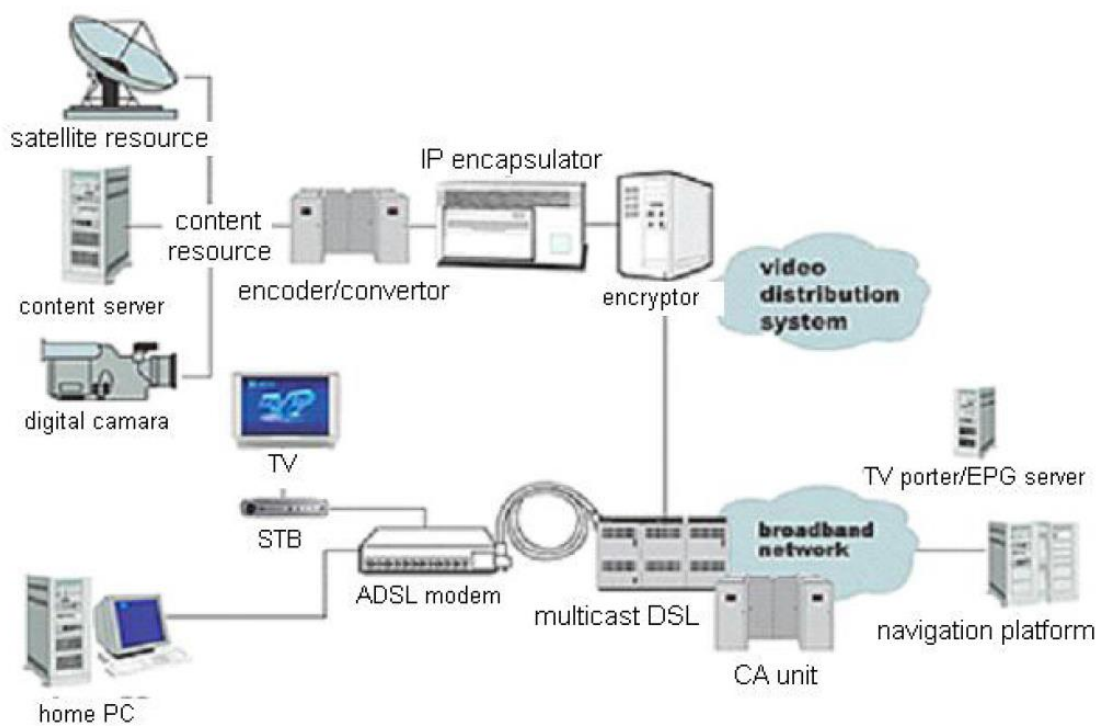 satellite resource
IP encapsulator
content
resource
content server
encoder/convertor
encryptor
video
distribution
system
digital camara
TV
TV porter/EPG server
STB
broadband
network
ADSL modem
multicast DSL
navigation platform
CA unit
home PC